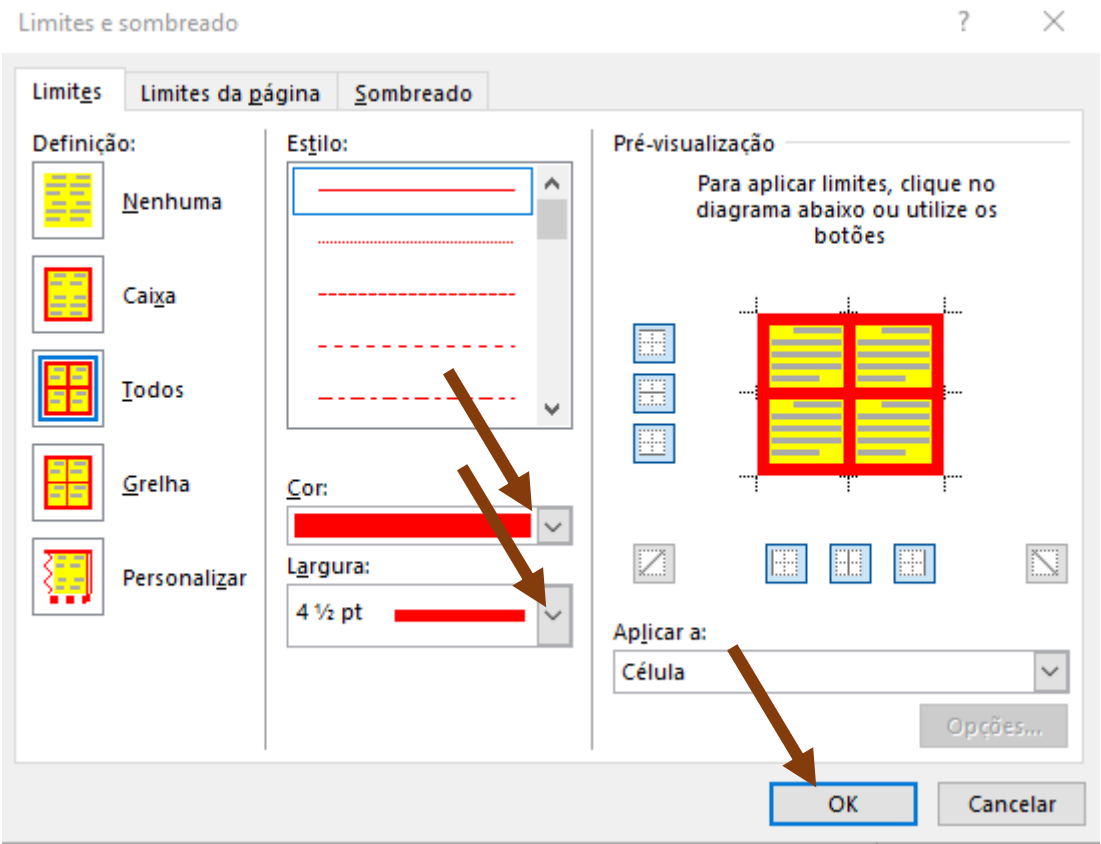 Limites e sombreado
?
Limites
Limites da página
Sombreado
Definição:
Nenhuma
Caixa
Todos
Grelha
Personalizar
Estilo:
Cor:
Largura:
4 ½ pt
Pré-visualização
Para aplicar limites, clique no
diagrama abaixo ou utilize os
botões
Aplicar a:
Célula
Opções...
OK
Cancelar